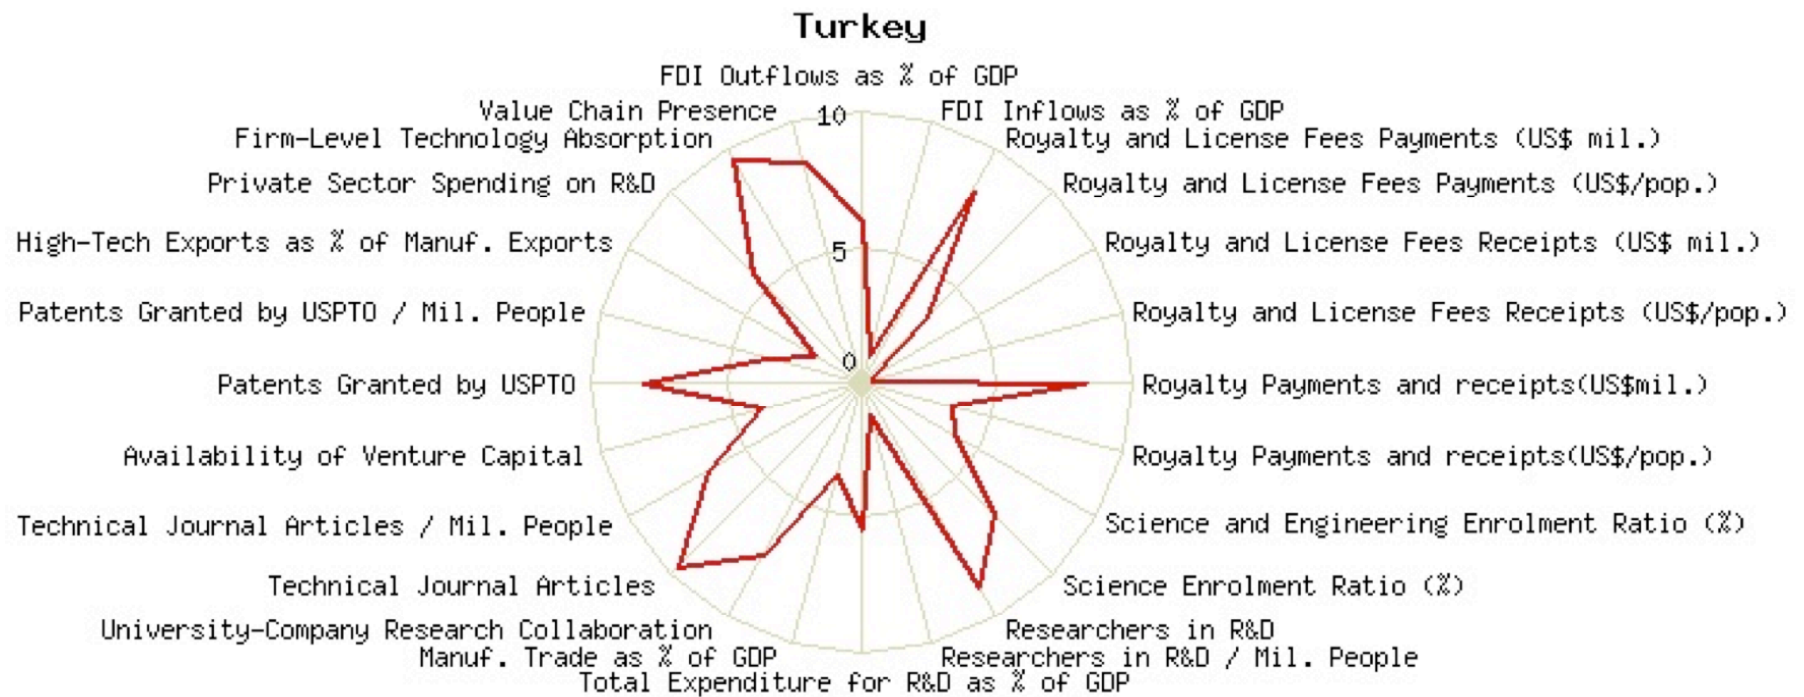 Turkey
FDI Outflows as % of GDP
Value Chain Presence
10
FDI Inflows as % of GDP
Firm-Level Technology Absorption
Royalty and License Fees Payments (US$ mil.)
Private Sector Spending on R&D
Royalty and License Fees Payments (US$/pop.)
High-Tech Exports as % of Manuf. Exports
5
Royalty and License Fees Receipts (US$ mil.)
Patents Granted by USPTO / Mil. People
Royalty and License Fees Receipts (US$/pop.)
0
Patents Granted by USPTO
Royalty Payments and receipts(US$mil.)
Availability of Venture Capital
Royalty Payments and receipts(US$/pop.)
Technical Journal Articles / Mil. People
Science and Engineering Enrolment Ratio (%)
Technical Journal Articles
Science Enrolment Ratio (%)
University-Company Research Collaboration
Researchers in R&D
Manuf. Trade as % of GDP
Researchers in R&D / Mil. People
Total Expenditure for R&D as % of GDP